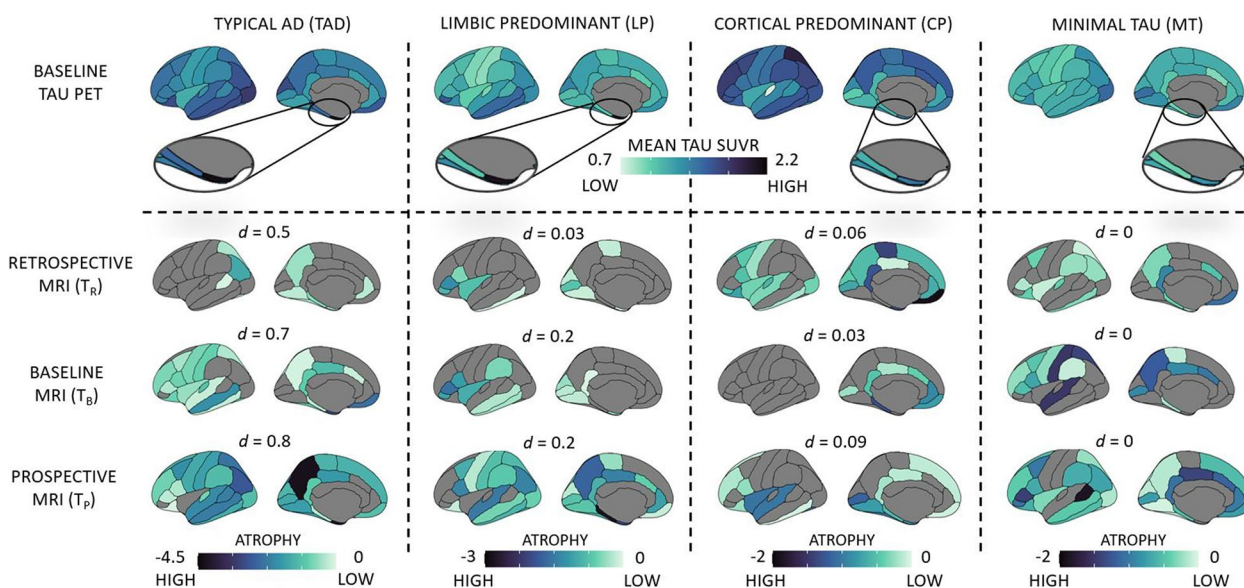 TYPICAL AD (TAD)
LIMBIC PREDOMINANT (LP)
CORTICAL PREDOMINANT (CP)
MINIMAL TAU (MT)
BASELINE
TAU PET
MEAN TAU SUVR
0.7
2.2
LOW
HIGH
RETROSPECTIVE
MRI (TR)
d = 0.5
d = 0.03
d = 0.06
d = 0
BASELINE
MRI (TB)
d = 0.7
d = 0.2
d = 0.03
d = 0
PROSPECTIVE
MRI (TP)
d = 0.8
d = 0.2
d = 0.09
d = 0
ATROPHY
-4.5
0
HIGH
LOW
ATROPHY
-3
0
HIGH
LOW
ATROPHY
-2
0
HIGH
LOW
ATROPHY
-2
0
HIGH
LOW